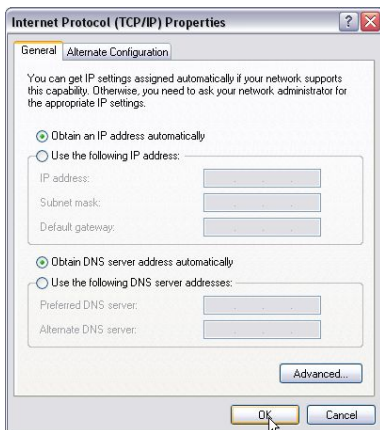 Internet Protocol (TCP/IP) Properties
General
Alternate Configuration
You can get IP settings assigned automatically if your network supports
this capability. Otherwise, you need to ask your network administrator for
the appropriate IP settings.
Obtain an IP address automatically
Use the following IP address:
IP address:
Subnet mask:
Default gateway:
Obtain DNS server address automatically
Use the following DNS server addresses:
Preferred DNS server:
Alternate DNS server:
Advanced...
OK
Cancel